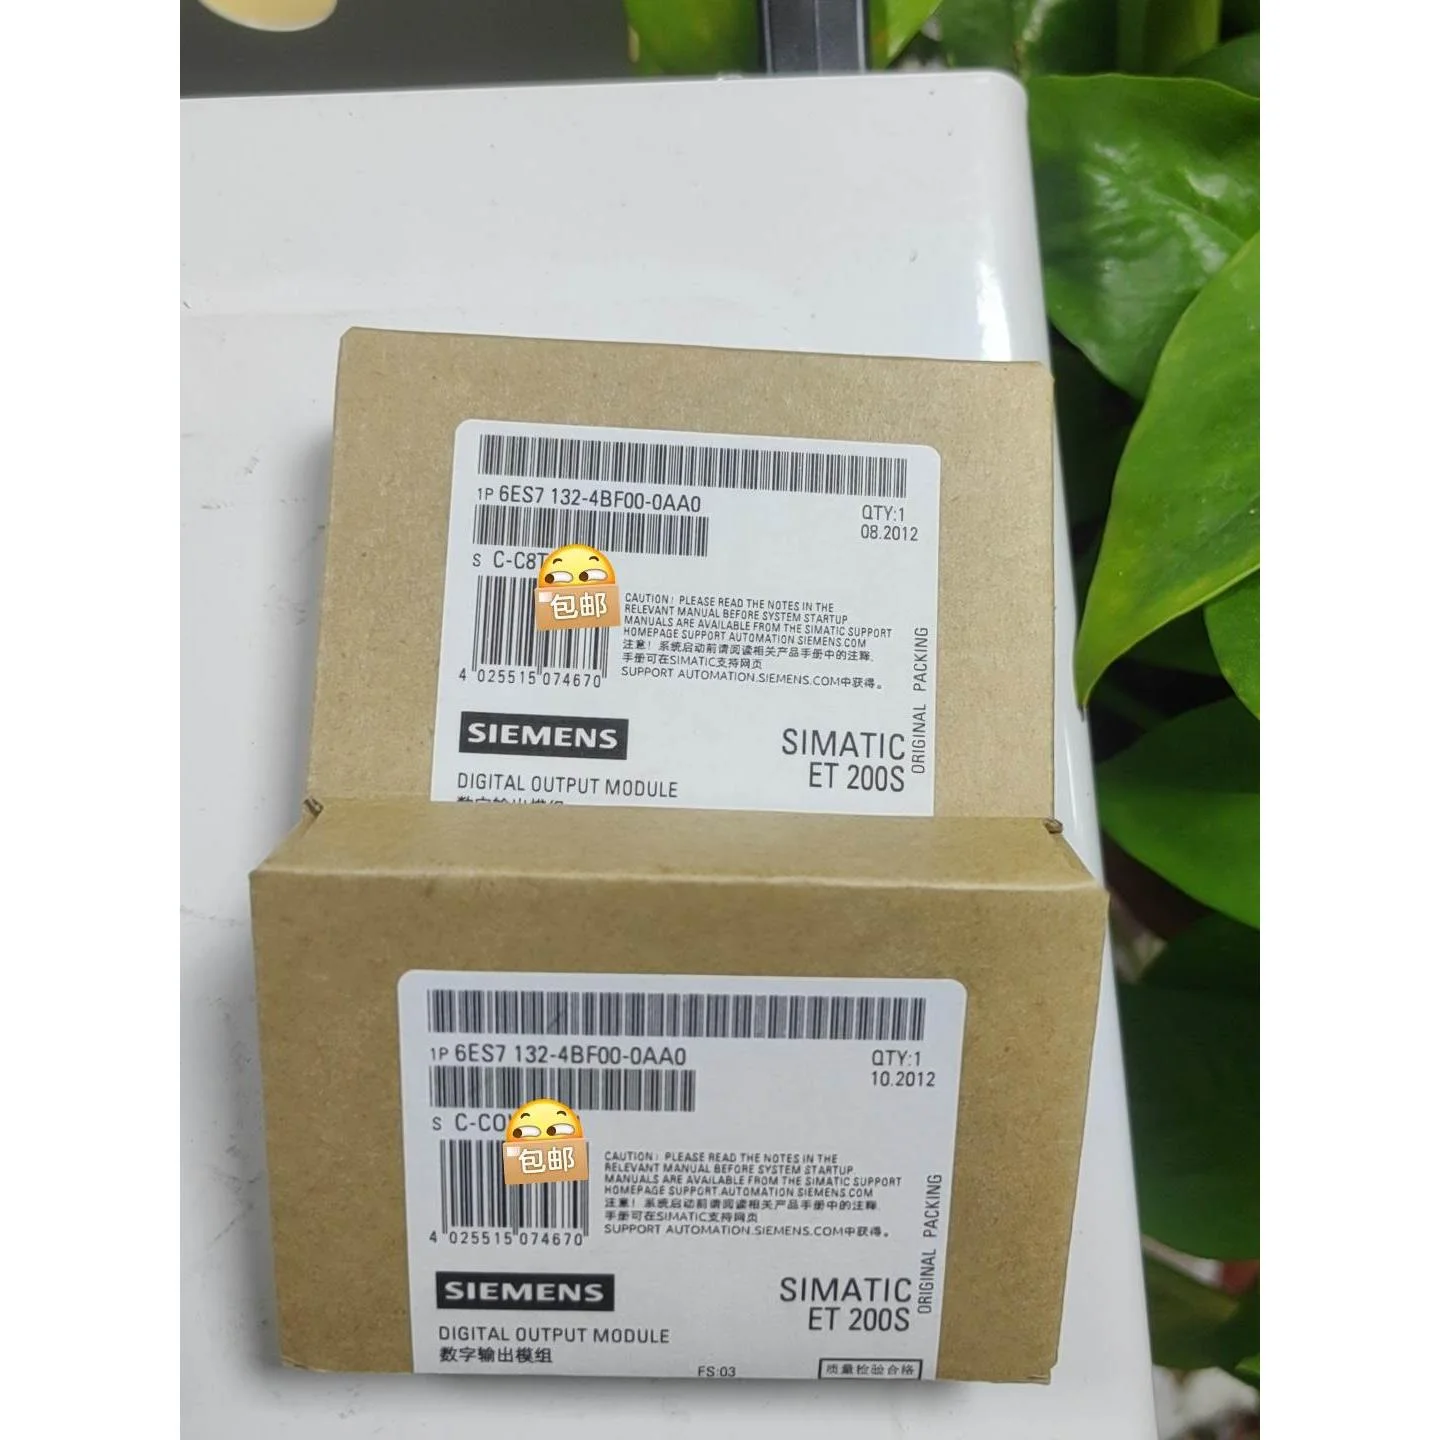 1P 6ES7 132-4BF00-0AA0
QTY:1
08.2012
S C-C8T
包邮
CAUTION! PLEASE READ THE NOTES IN THE
RELEVANT MANUAL BEFORE SYSTEM STARTUP
MANUALS ARE AVAILABLE FROM THE SIMATIC SUPPORT
HOMEPAGE SUPPORT AUTOMATION SIEMENS.COM
注意! 系统启动前请阅读相关产品手册中的注释.
手册可在SIMATIC支持网页
SUPPORT AUTOMATION.SIEMENS.COM中获得。
4 025515 074670
ORIGINAL PACKING
SIEMENS
SIMATIC
ET 200S
DIGITAL OUTPUT MODULE
数字输出模组
1P 6ES7 132-4BF00-0AA0
QTY:1
10.2012
S C-C0
包邮
CAUTION! PLEASE READ THE NOTES IN THE
RELEVANT MANUAL BEFORE SYSTEM STARTUP.
MANUALS ARE AVAILABLE FROM THE SIMATIC SUPPORT
HOMEPAGE SUPPORT.AUTOMATION SIEMENS.COM
注意! 系统启动前请阅读相关产品手册中的注释.
手册可在SIMATIC支持网页
SUPPORT AUTOMATION.SIEMENS.COM中获得。
4 025515 074670
ORIGINAL PACKING
SIEMENS
SIMATIC
ET 200S
DIGITAL OUTPUT MODULE
数字输出模组
FS:03
质量检验合格